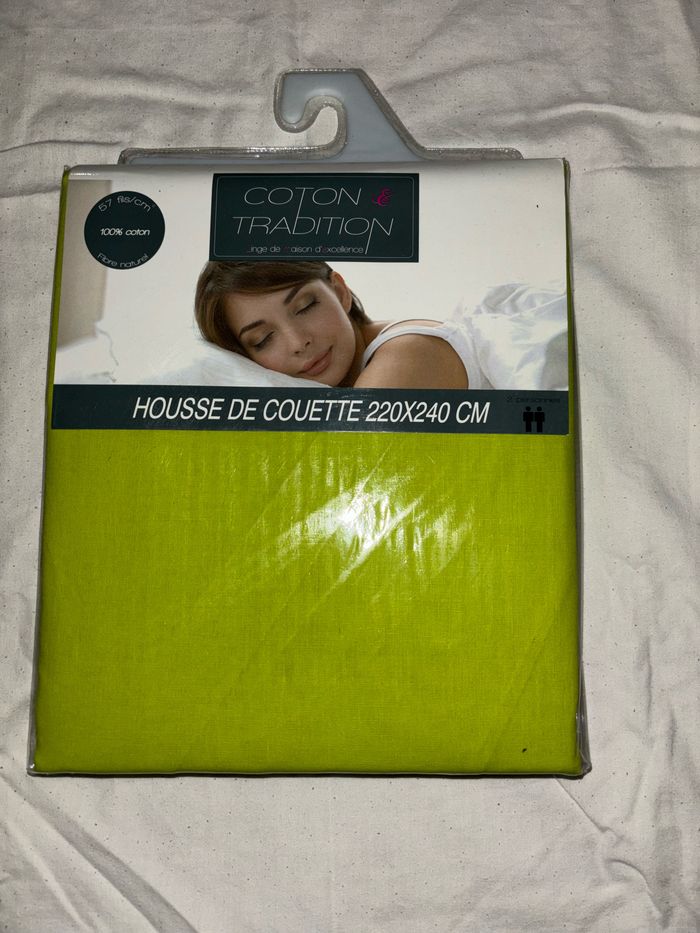 57 fils/cm²
100% coton
Fibre naturel
COTON &
TRADITION
Linge de Maison d'Excellence
HOUSSE DE COUETTE 220X240 CM
2 personnes